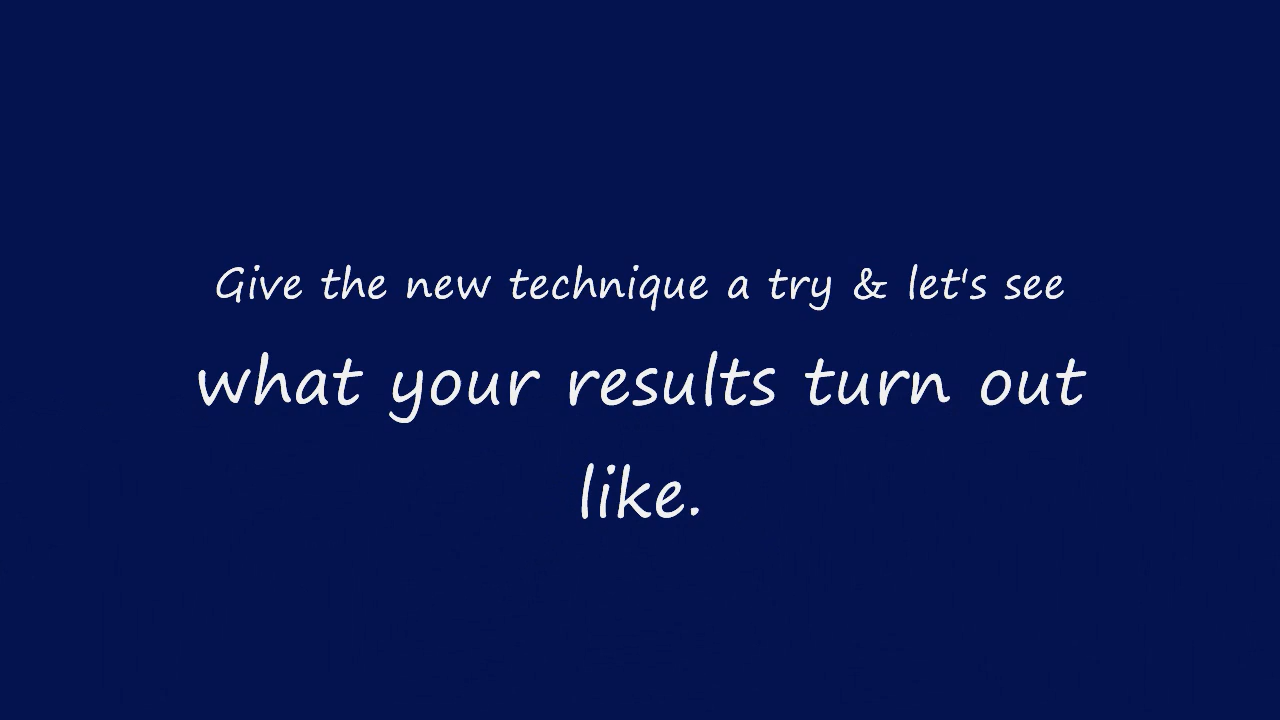 Give the new technique a try & let's see
what your results turn out
like.